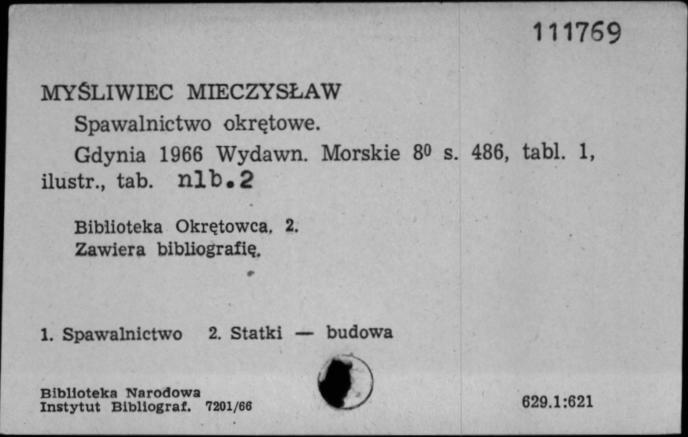 111769
MYŚLIWIEC MIECZYSŁAW
Spawalnictwo okrętowe.
Gdynia 1966 Wydawn. Morskie 8⁰ s. 486, tabl. 1,
ilustr., tab. nlb.2
Biblioteka Okrętowca. 2.
Zawiera bibliografię.
1. Spawalnictwo 2. Statki — budowa
Biblioteka Narodowa
Instytut Bibliograf. 7201/66
629.1:621